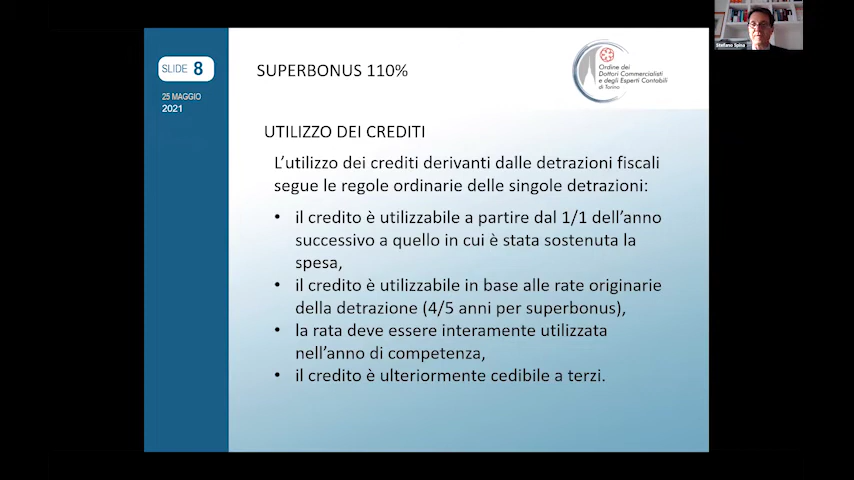 SLIDE 8
25 MAGGIO
2021
SUPERBONUS 110%
Ordine dei
Dottori Commercialisti
e degli Esperti Contabili
di Torino
Stefano Spina
UTILIZZO DEI CREDITI
L’utilizzo dei crediti derivanti dalle detrazioni fiscali
segue le regole ordinarie delle singole detrazioni:
• il credito è utilizzabile a partire dal 1/1 dell’anno
successivo a quello in cui è stata sostenuta la
spesa,
• il credito è utilizzabile in base alle rate originarie
della detrazione (4/5 anni per superbonus),
• la rata deve essere interamente utilizzata
nell’anno di competenza,
• il credito è ulteriormente cedibile a terzi.